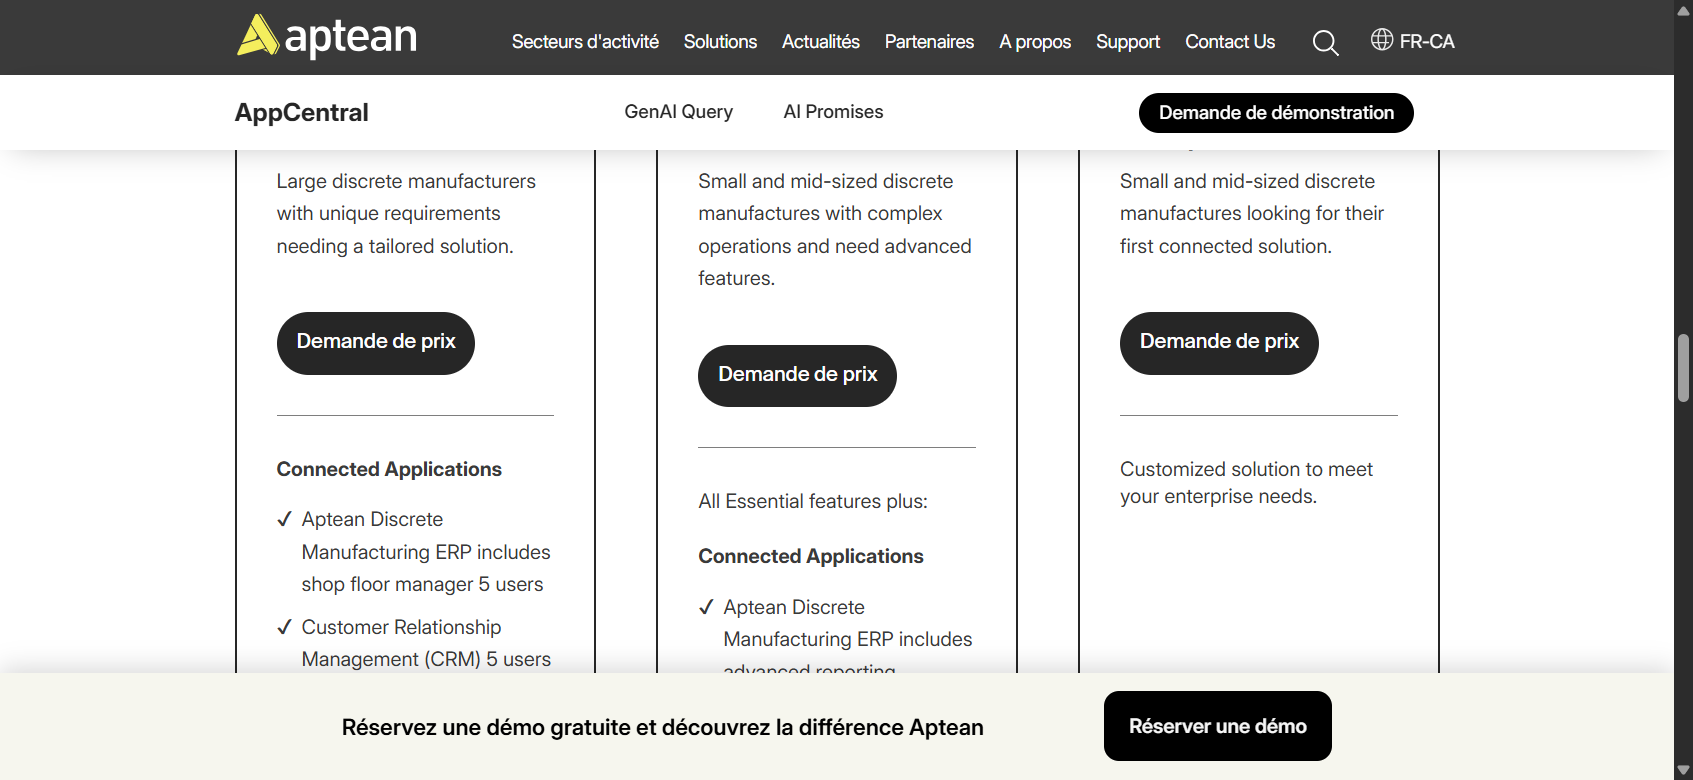 aptean
Secteurs d'activité Solutions Actualités Partenaires A propos Support Contact Us FR-CA
AppCentral GenAI Query AI Promises Demande de démonstration
Large discrete manufacturers
with unique requirements
needing a tailored solution.
Demande de prix
Connected Applications
Aptean Discrete
Manufacturing ERP includes
shop floor manager 5 users
Customer Relationship
Management (CRM) 5 users
Small and mid-sized discrete
manufactures with complex
operations and need advanced
features.
Demande de prix
All Essential features plus:
Connected Applications
Aptean Discrete
Manufacturing ERP includes
advanced reporting
Small and mid-sized discrete
manufactures looking for their
first connected solution.
Demande de prix
Customized solution to meet
your enterprise needs.
Réservez une démo gratuite et découvrez la différence Aptean
Réserver une démo